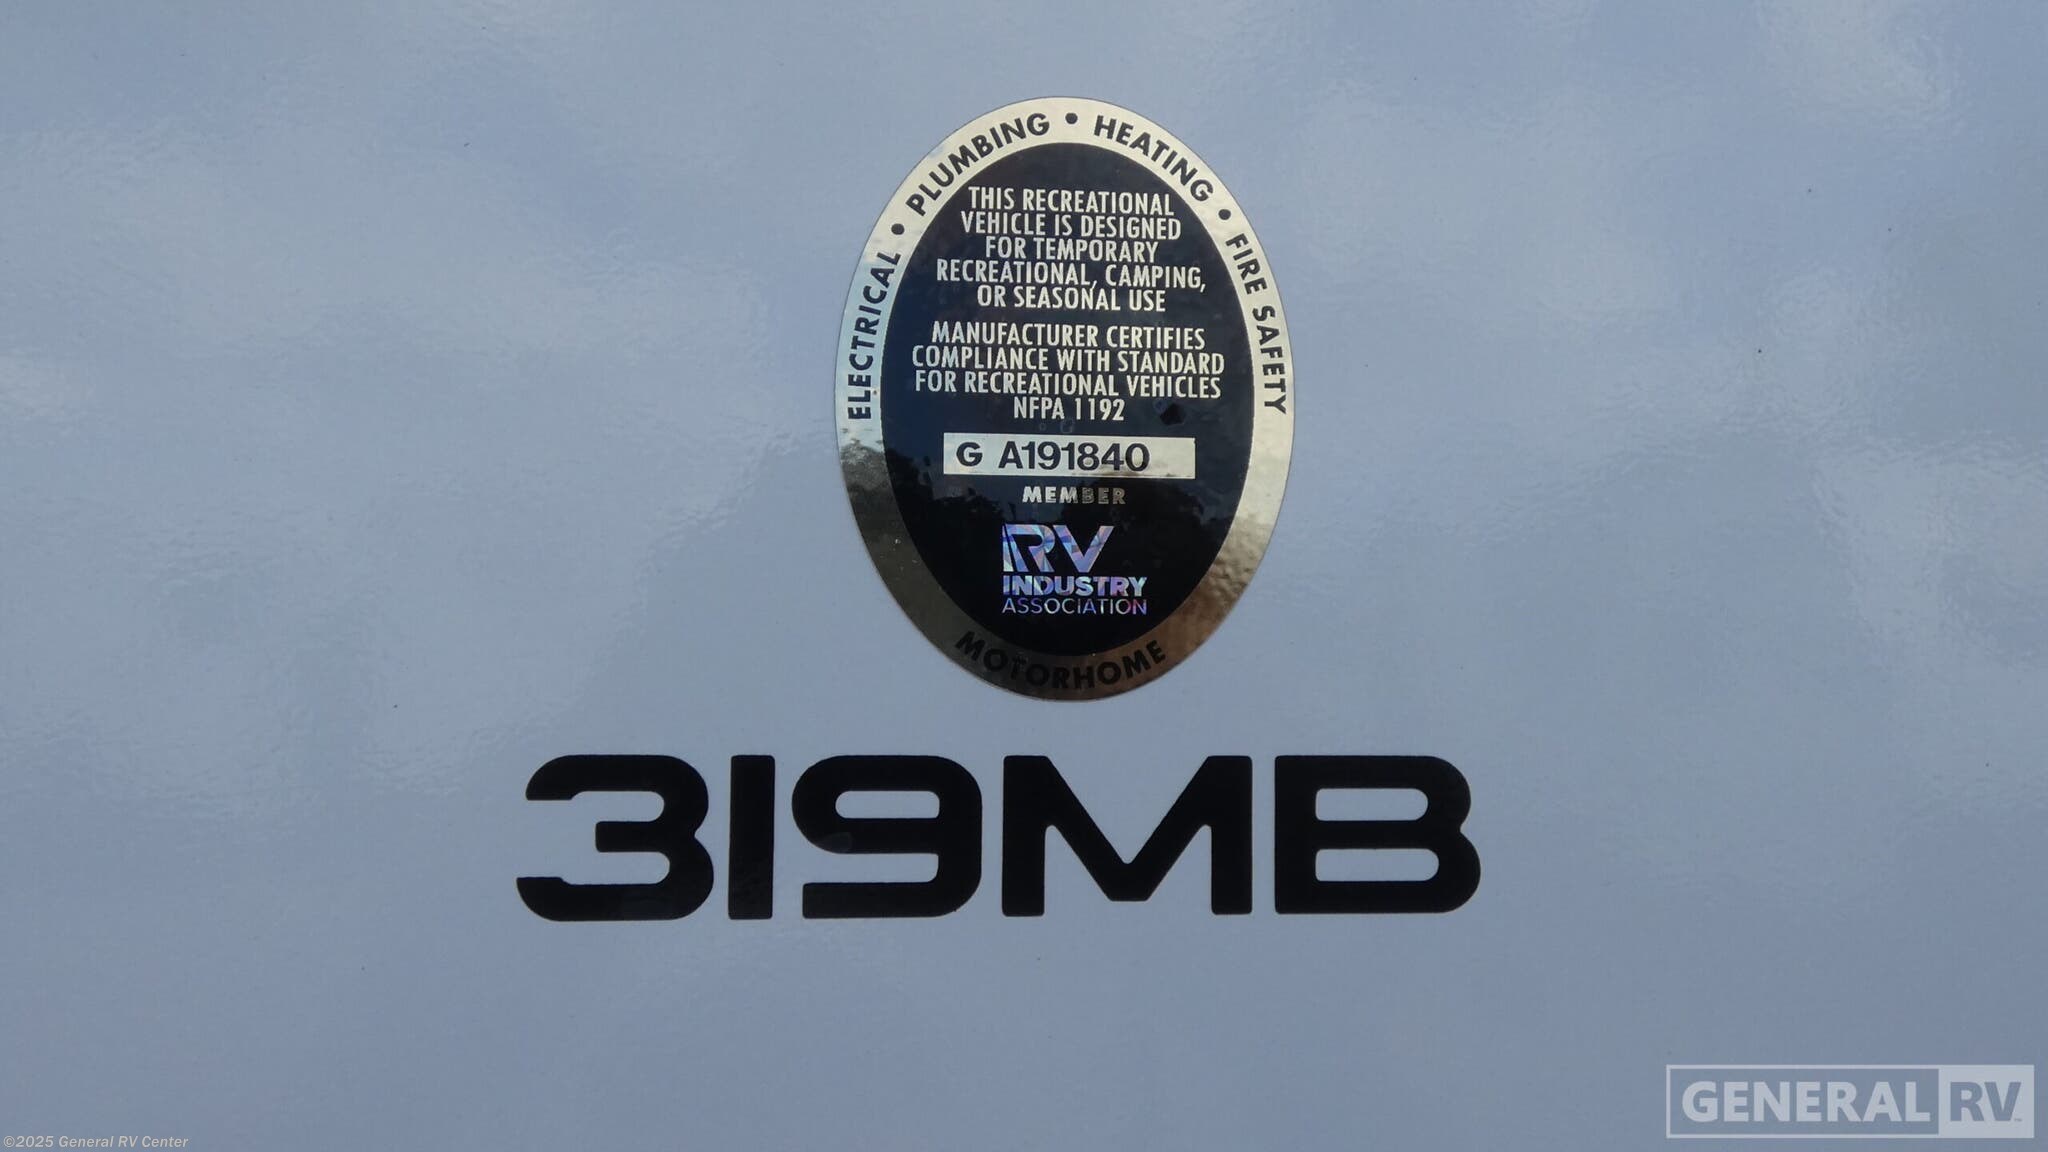 ELECTRICAL • PLUMBING • HEATING • FIRE SAFETY
THIS RECREATIONAL
VEHICLE IS DESIGNED
FOR TEMPORARY
RECREATIONAL, CAMPING,
OR SEASONAL USE
MANUFACTURER CERTIFIES
COMPLIANCE WITH STANDARD
FOR RECREATIONAL VEHICLES
NFPA 1192
G A191840
MEMBER
RV
INDUSTRY
ASSOCIATION
MOTORHOME
319MB
GENERAL RV
©2025 General RV Center